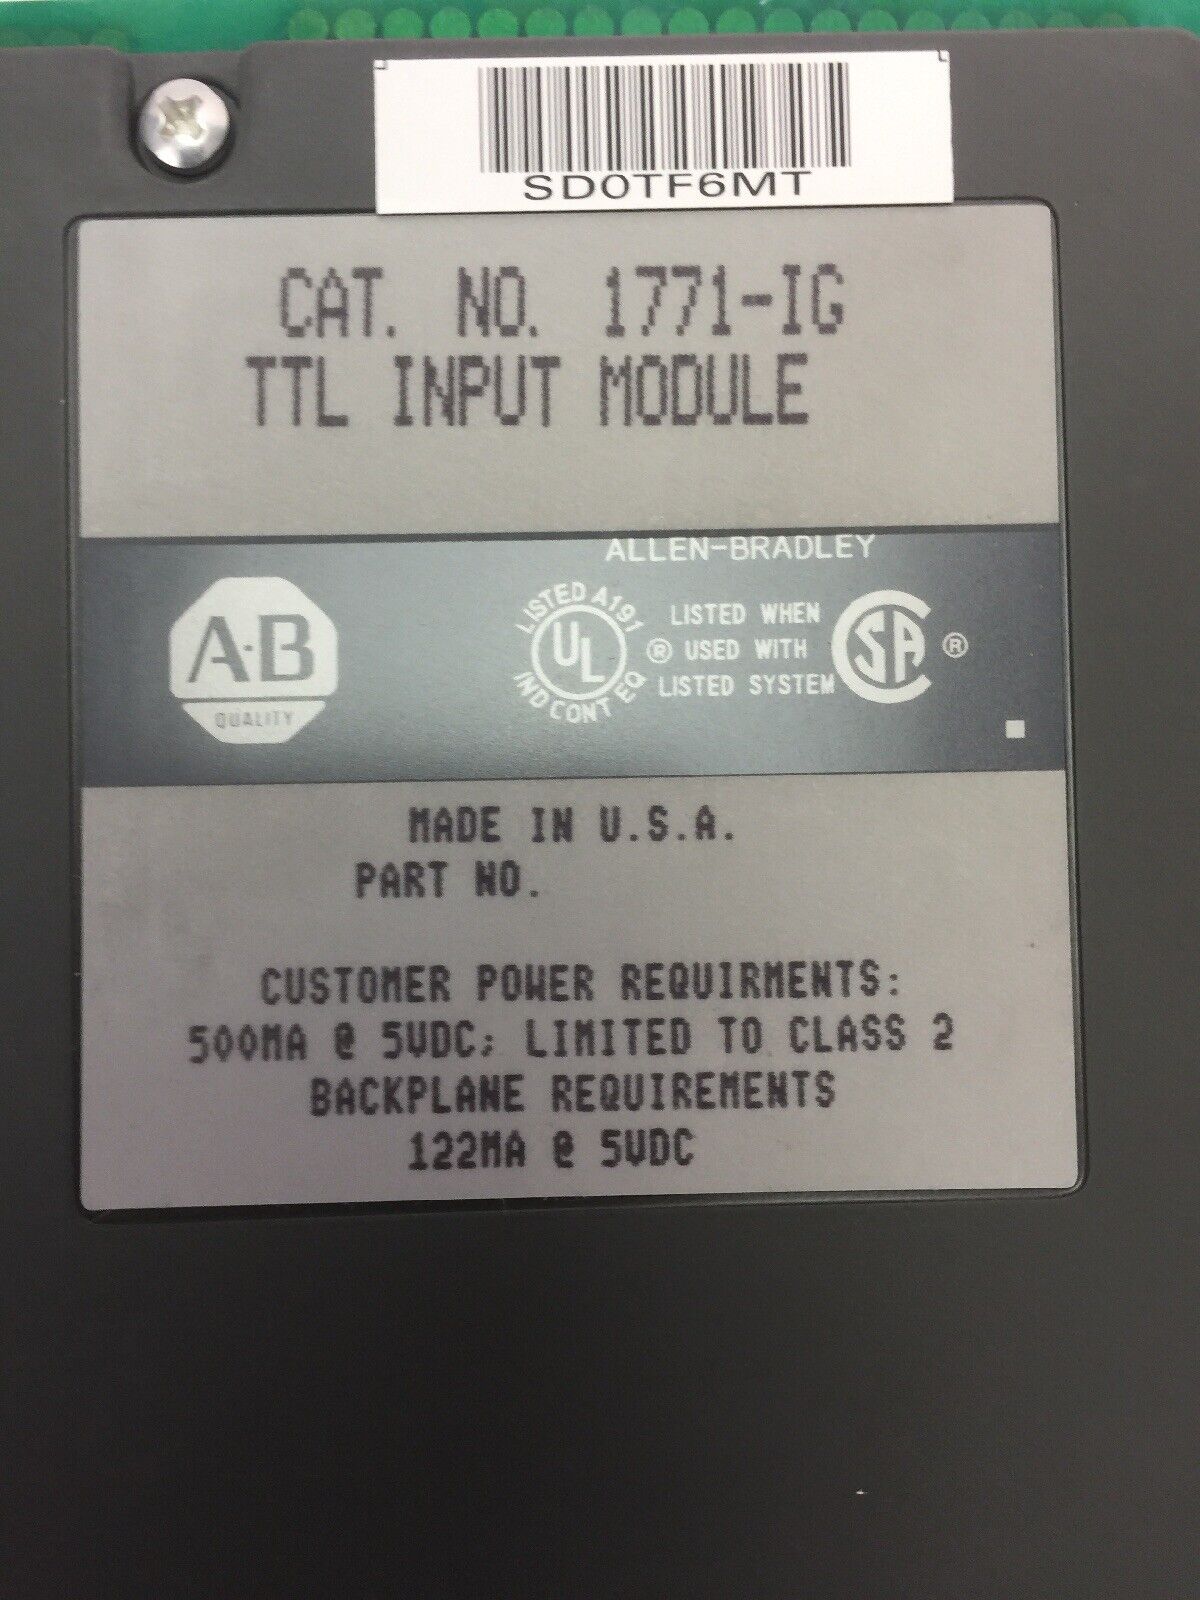 SD0TF6MT
CAT. NO. 1771-IG
TTL INPUT MODULE
ALLEN-BRADLEY
A-B
QUALITY
LISTED A191
UL
IND CONT EQ
®
LISTED WHEN
USED WITH
LISTED SYSTEM
SA
®
MADE IN U.S.A.
PART NO.
CUSTOMER POWER REQUIRMENTS:
500MA @ 5VDC; LIMITED TO CLASS 2
BACKPLANE REQUIREMENTS
122MA @ 5VDC